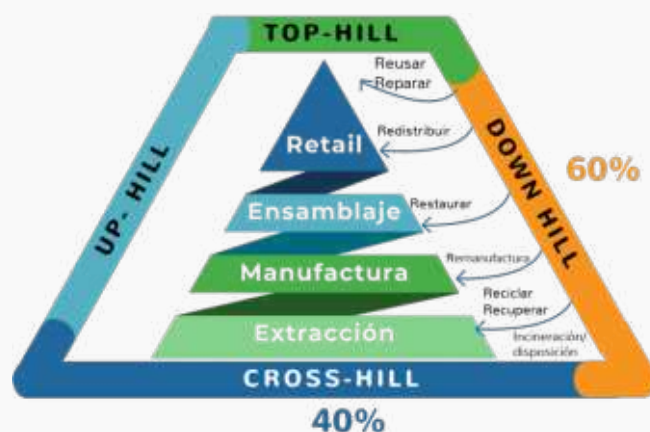 TOP-HILL
Reusar
Reparar
Retail
Redistribuir
UP- HILL
DOWN HILL
60%
Ensamblaje
Restaurar
Manufactura
Remanufactura
Reciclar
Recuperar
Extracción
Incineración/
disposición
CROSS-HILL
40%